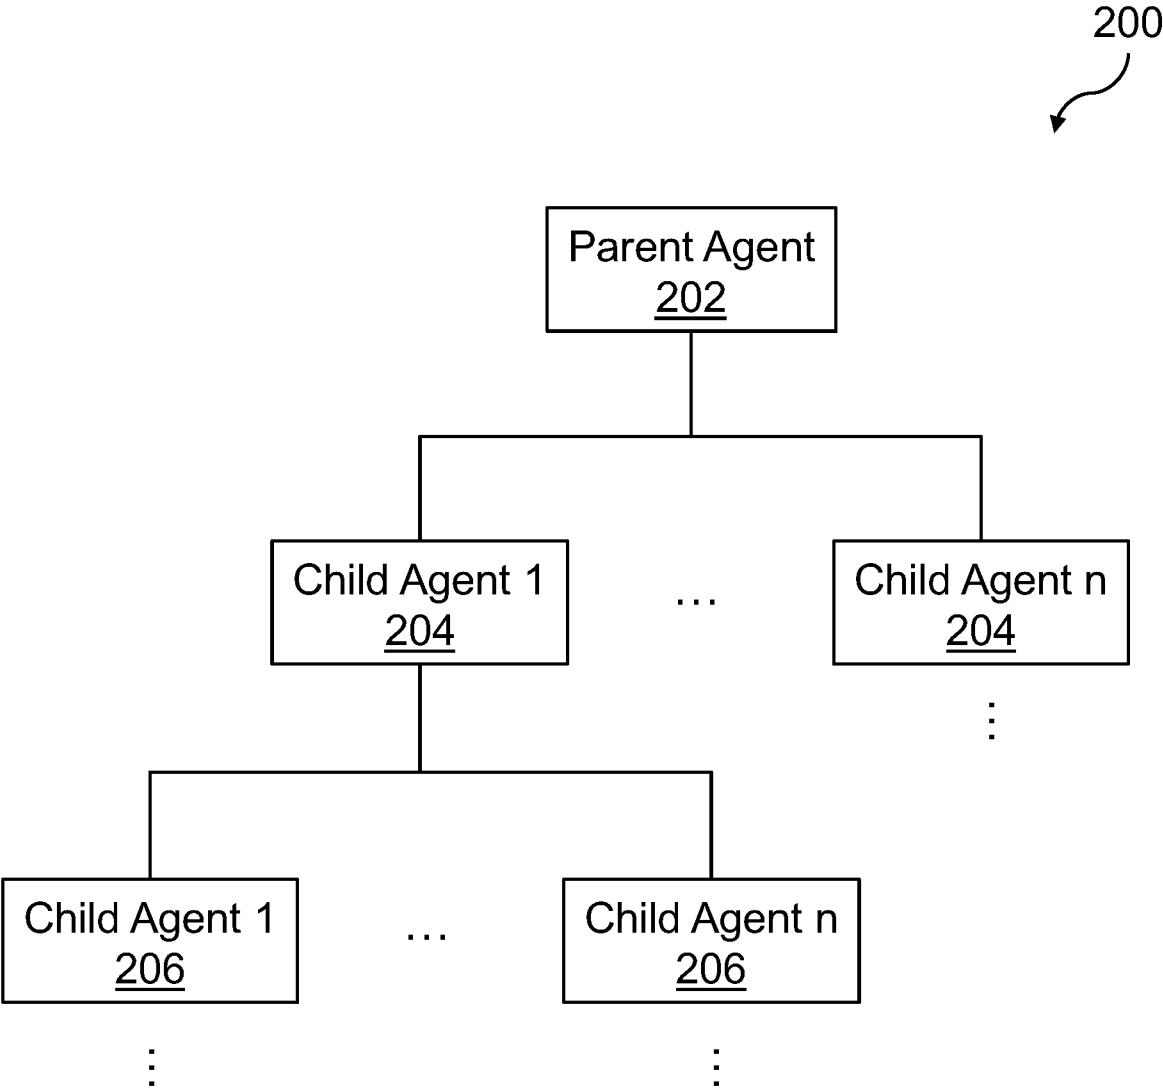 200
Parent Agent
202
Child Agent 1
204
...
Child Agent n
204
⋮
Child Agent 1
206
...
Child Agent n
206
⋮
⋮